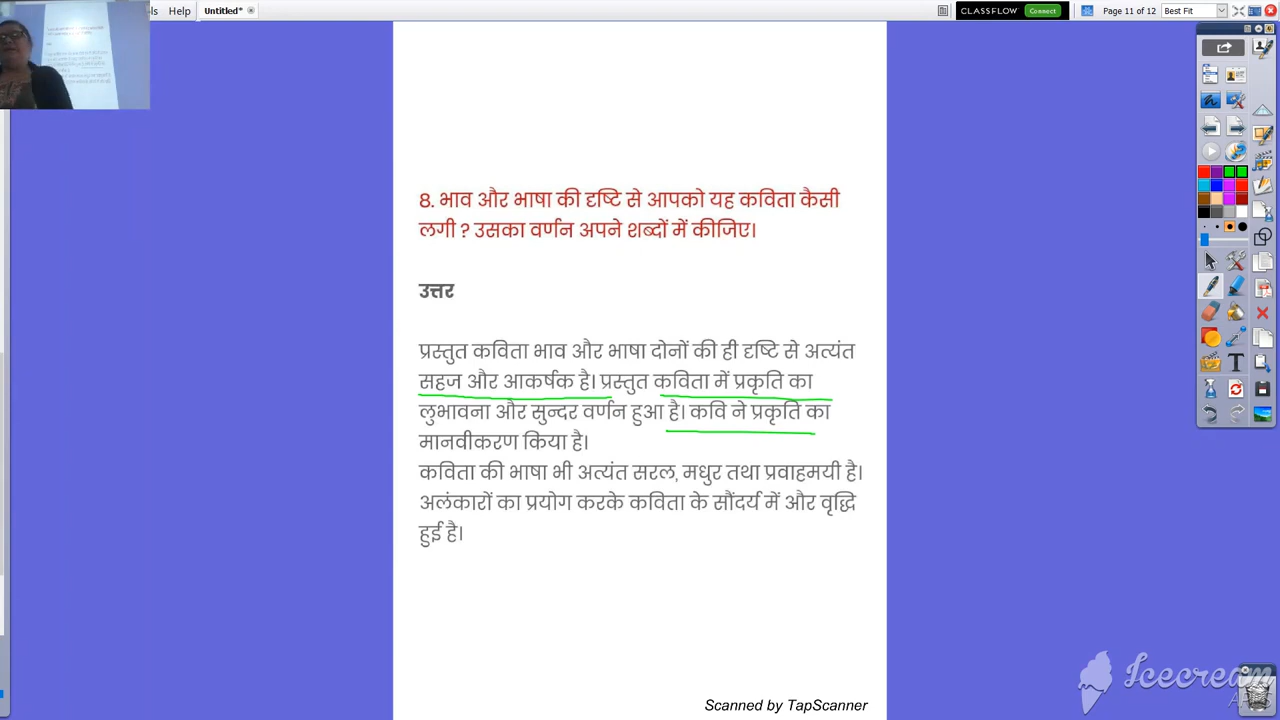 ls Help Untitled* CLASSFLOW Connect Page 11 of 12 Best Fit
8. भाव और भाषा की दृष्टि से आपको यह कविता कैसी
लगी ? उसका वर्णन अपने शब्दों में कीजिए।
उत्तर
प्रस्तुत कविता भाव और भाषा दोनों की ही दृष्टि से अत्यंत
सहज और आकर्षक है। प्रस्तुत कविता में प्रकृति का
लुभावना और सुन्दर वर्णन हुआ है। कवि ने प्रकृति का
मानवीकरण किया है।
कविता की भाषा भी अत्यंत सरल, मधुर तथा प्रवाहमयी है।
अलंकारों का प्रयोग करके कविता के सौंदर्य में और वृद्धि
हुई है।
Scanned by TapScanner
Icecream
APPS